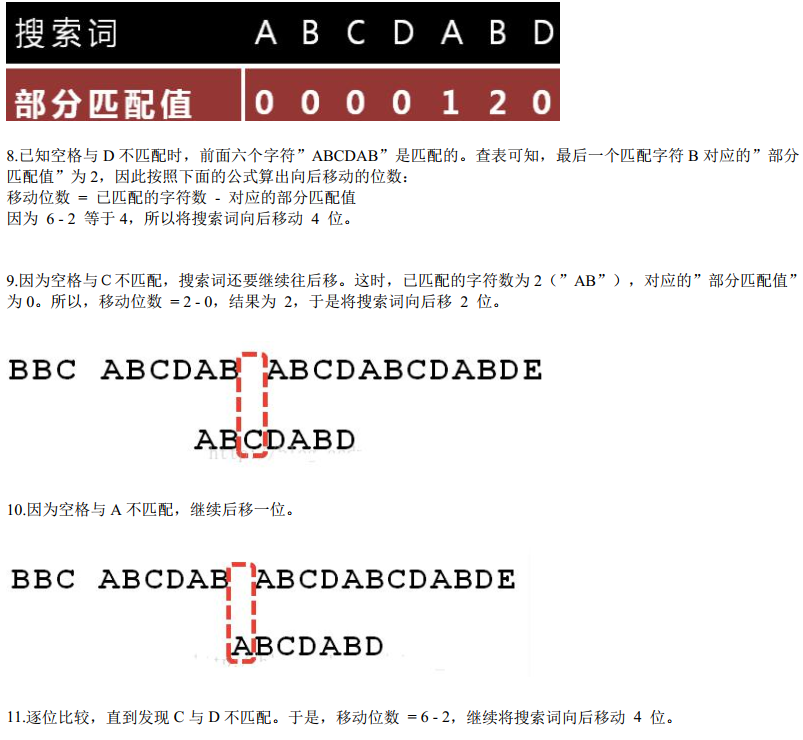 搜索词 A B C D A B D
部分匹配值 0 0 0 0 1 2 0
8.已知空格与 D 不匹配时，前面六个字符”ABCDAB”是匹配的。查表可知，最后一个匹配字符 B 对应的”部分
匹配值”为 2，因此按照下面的公式算出向后移动的位数：
移动位数 = 已匹配的字符数 - 对应的部分匹配值
因为 6 - 2 等于 4，所以将搜索词向后移动 4 位。
9.因为空格与Ｃ不匹配，搜索词还要继续往后移。这时，已匹配的字符数为 2（”AB”），对应的”部分匹配值”
为 0。所以，移动位数 = 2 - 0，结果为 2，于是将搜索词向后移 2 位。
BBC ABCDAB ABCDABCDABDE
ABCDABD
10.因为空格与 A 不匹配，继续后移一位。
BBC ABCDAB ABCDABCDABDE
ABCDABD
11.逐位比较，直到发现 C 与 D 不匹配。于是，移动位数 = 6 - 2，继续将搜索词向后移动 4 位。